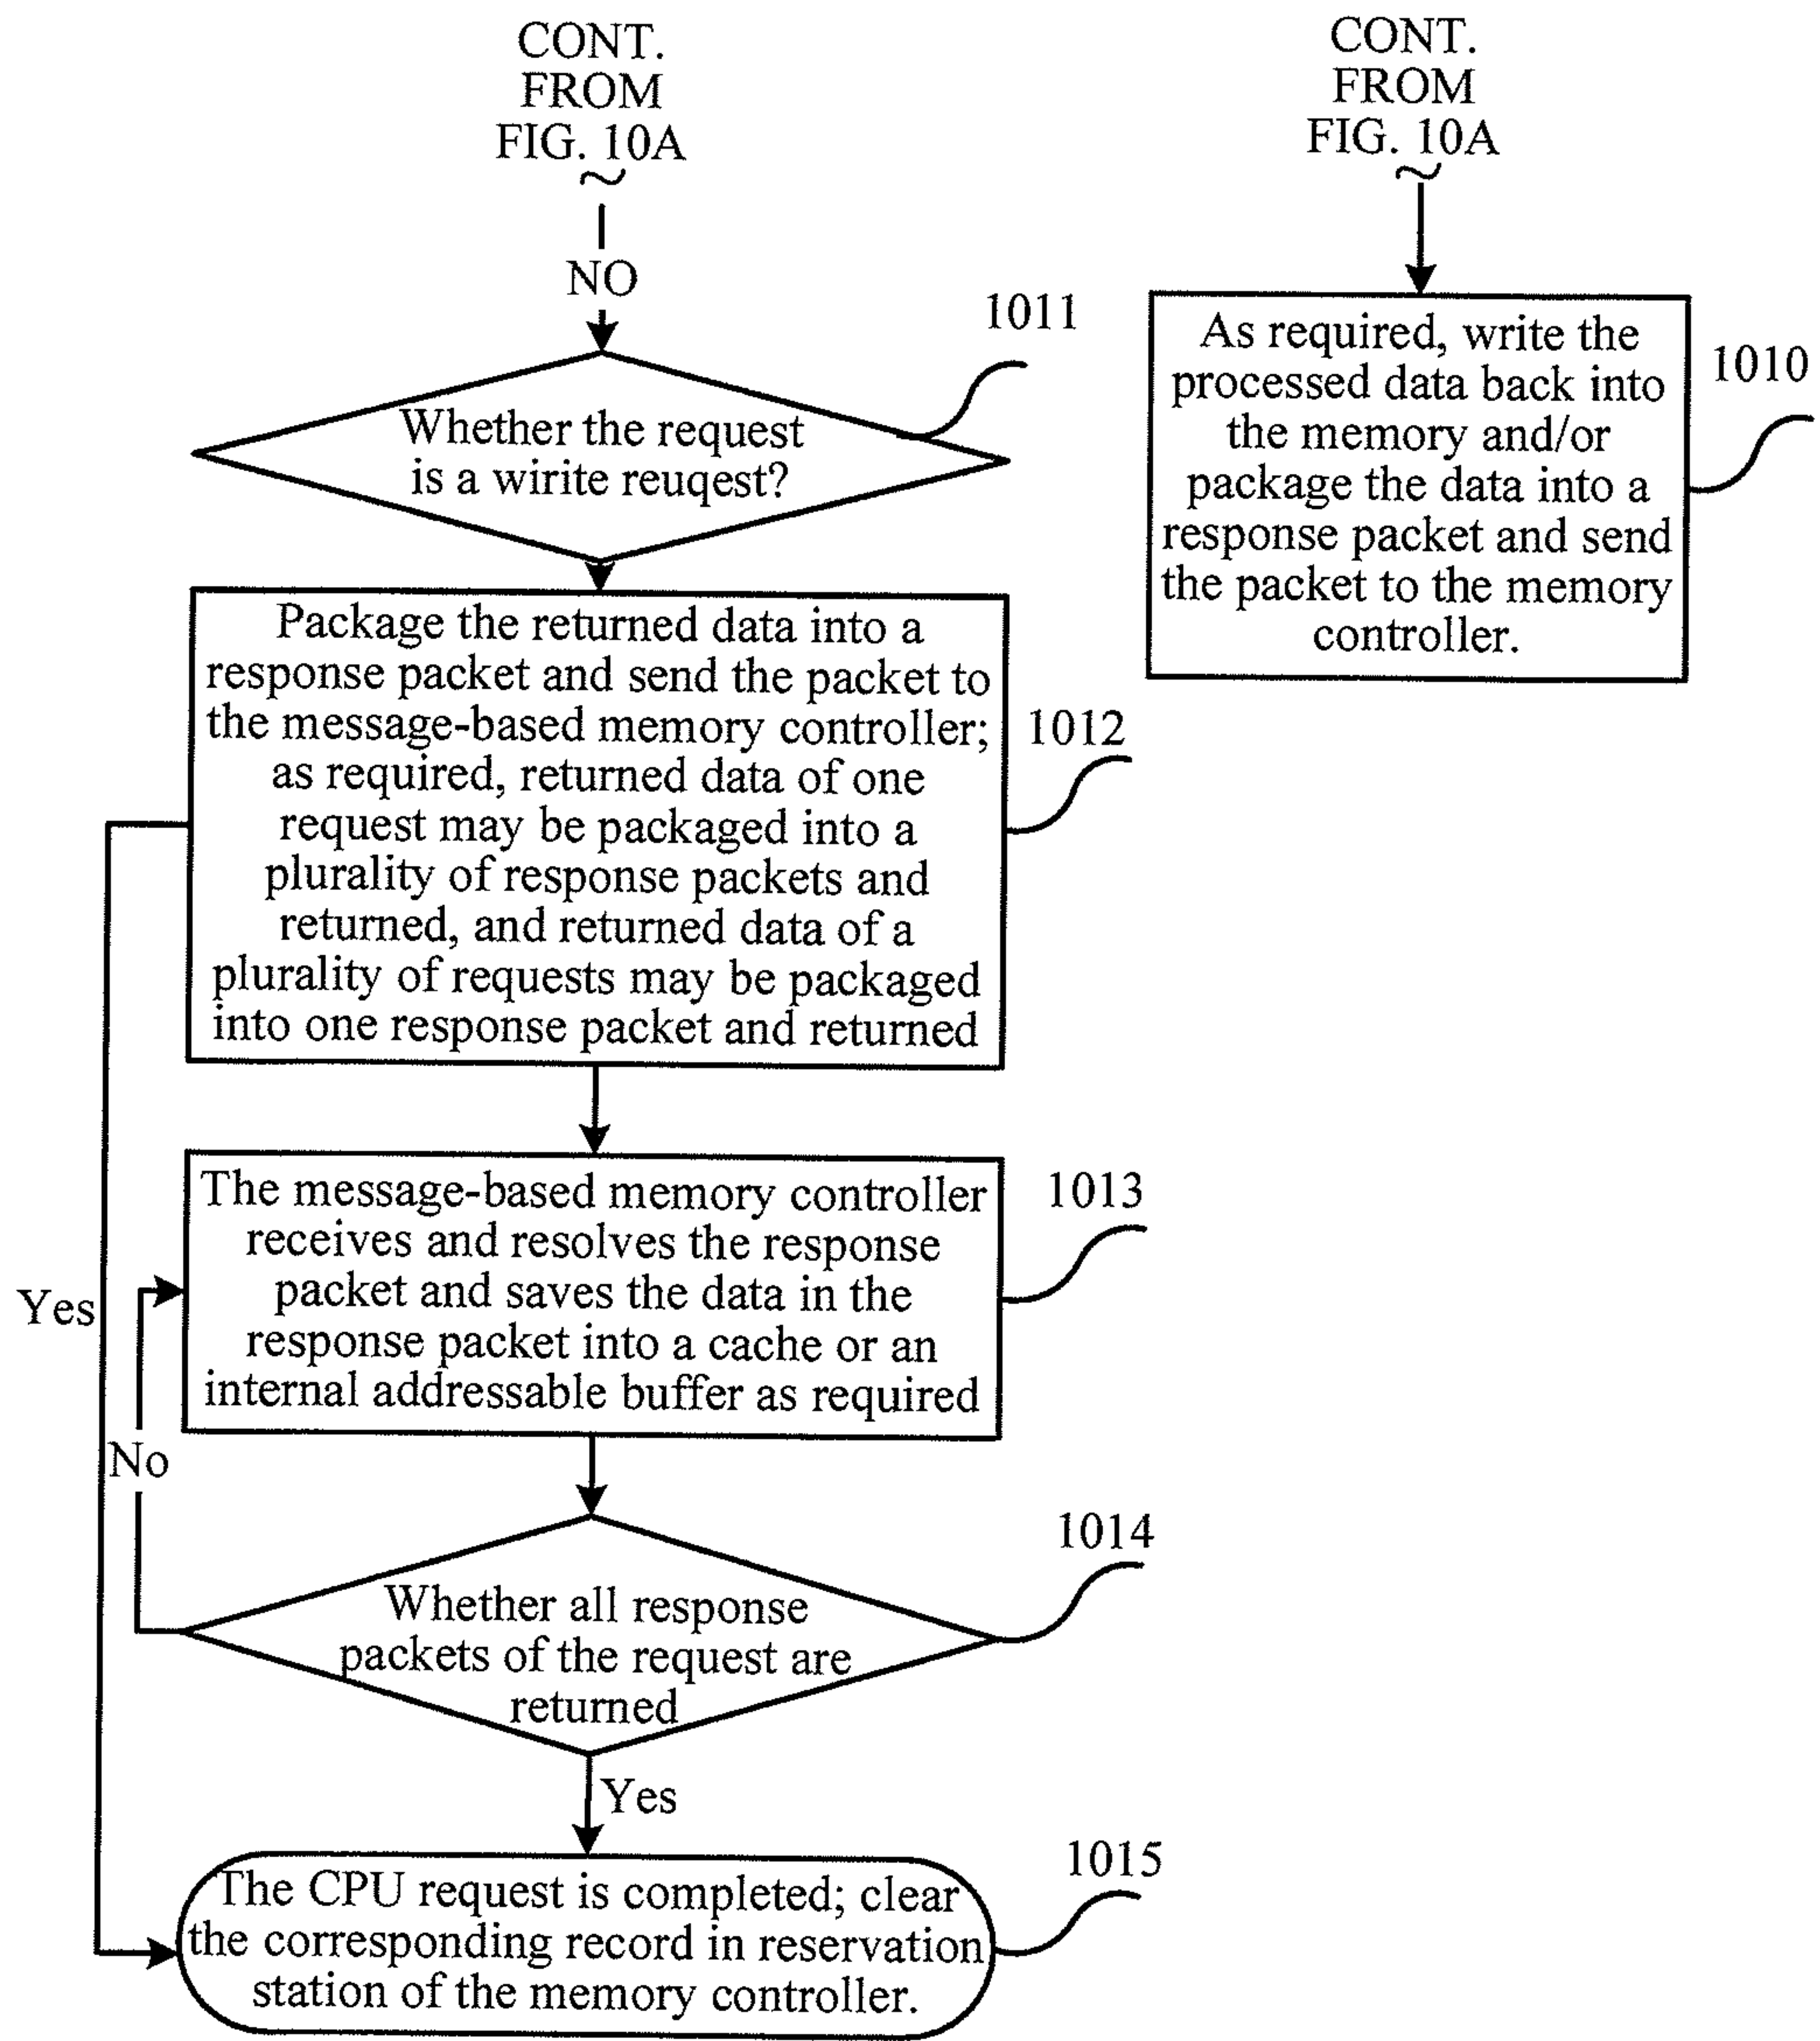 CONT.
FROM
FIG. 10A
NO
1011
Whether the request
is a wirite reuqest?
Package the returned data into a
response packet and send the packet to
the message-based memory controller;
as required, returned data of one
request may be packaged into a
plurality of response packets and
returned, and returned data of a
plurality of requests may be packaged
into one response packet and returned
1012
The message-based memory controller
receives and resolves the response
packet and saves the data in the
response packet into a cache or an
internal addressable buffer as required
1013
Yes
No
Whether all response
packets of the request are
returned
1014
Yes
The CPU request is completed; clear
the corresponding record in reservation
station of the memory controller.
1015
CONT.
FROM
FIG. 10A
As required, write the
processed data back into
the memory and/or
package the data into a
response packet and send
the packet to the memory
controller.
1010